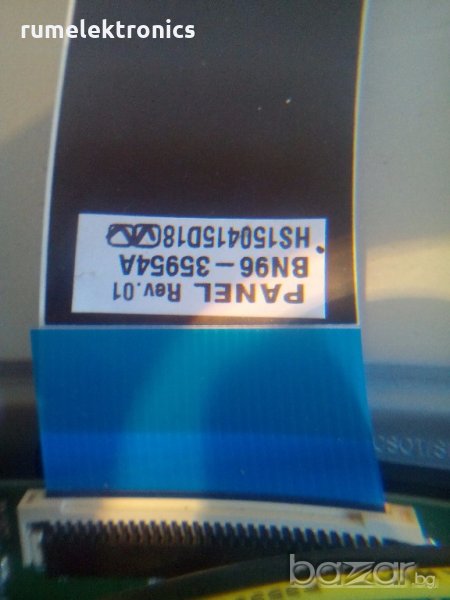 rumelektronics
PANEL Rev.01
BN96-35954A
HS150415D18
bazar.bg